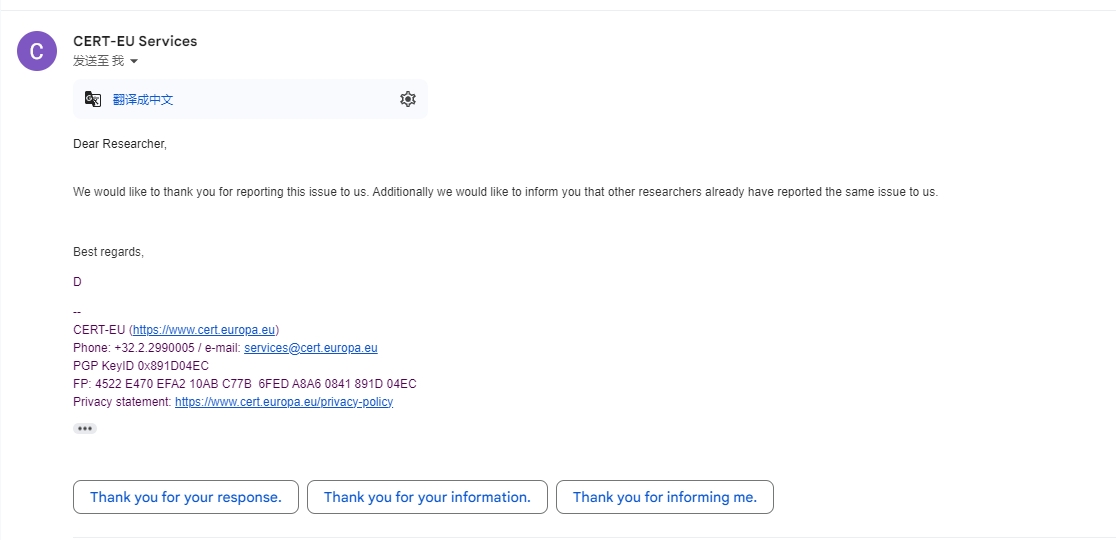 C
CERT-EU Services
发送至 我
翻译成中文
Dear Researcher,
We would like to thank you for reporting this issue to us. Additionally we would like to inform you that other researchers already have reported the same issue to us.
Best regards,
D
--
CERT-EU (https://www.cert.europa.eu)
Phone: +32.2.2990005 / e-mail: services@cert.europa.eu
PGP KeyID 0x891D04EC
FP: 4522 E470 EFA2 10AB C77B  6FED A8A6 0841 891D 04EC
Privacy statement: https://www.cert.europa.eu/privacy-policy
Thank you for your response. Thank you for your information. Thank you for informing me.